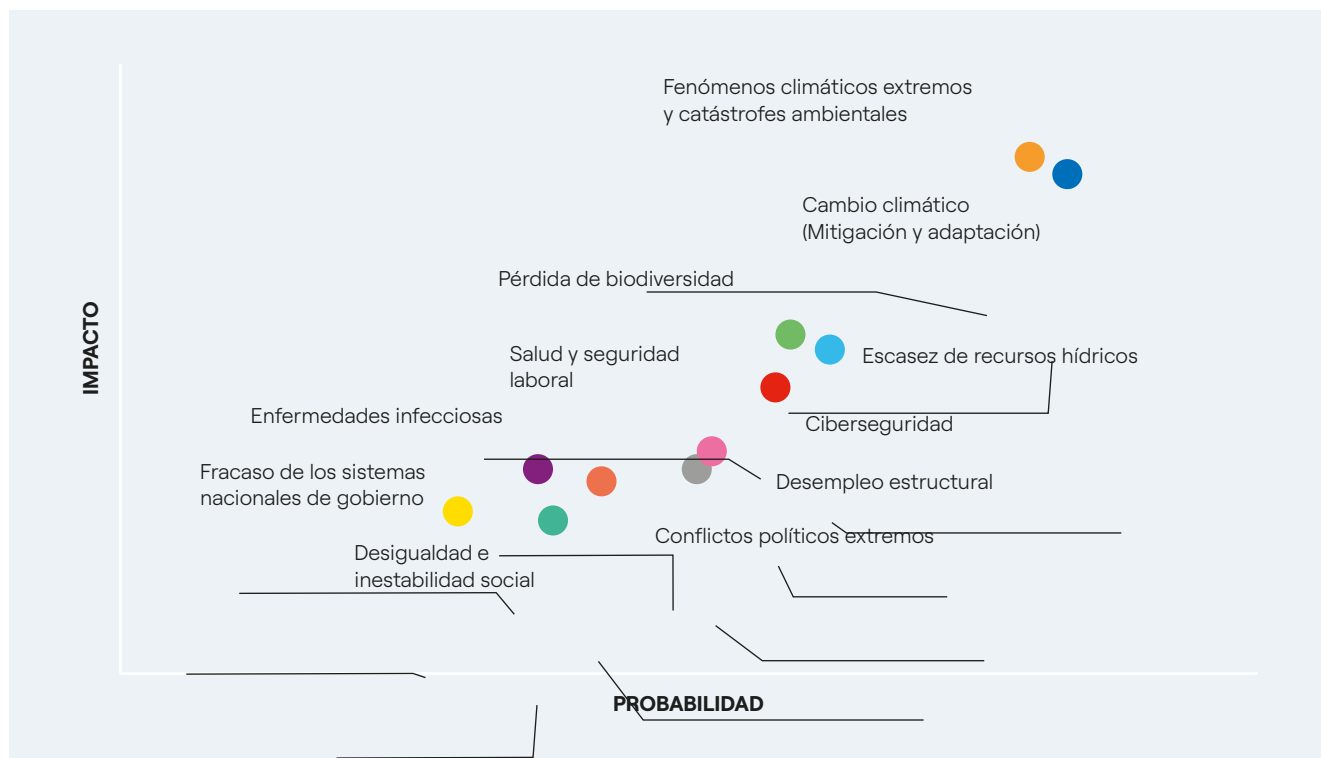 Fenómenos climáticos extremos
y catástrofes ambientales
Cambio climático
(Mitigación y adaptación)
Pérdida de biodiversidad
IMPACTO
Salud y seguridad
laboral
Escasez de recursos hídricos
Enfermedades infecciosas
Ciberseguridad
Fracaso de los sistemas
nacionales de gobierno
Desempleo estructural
Conflictos políticos extremos
Desigualdad e
inestabilidad social
PROBABILIDAD